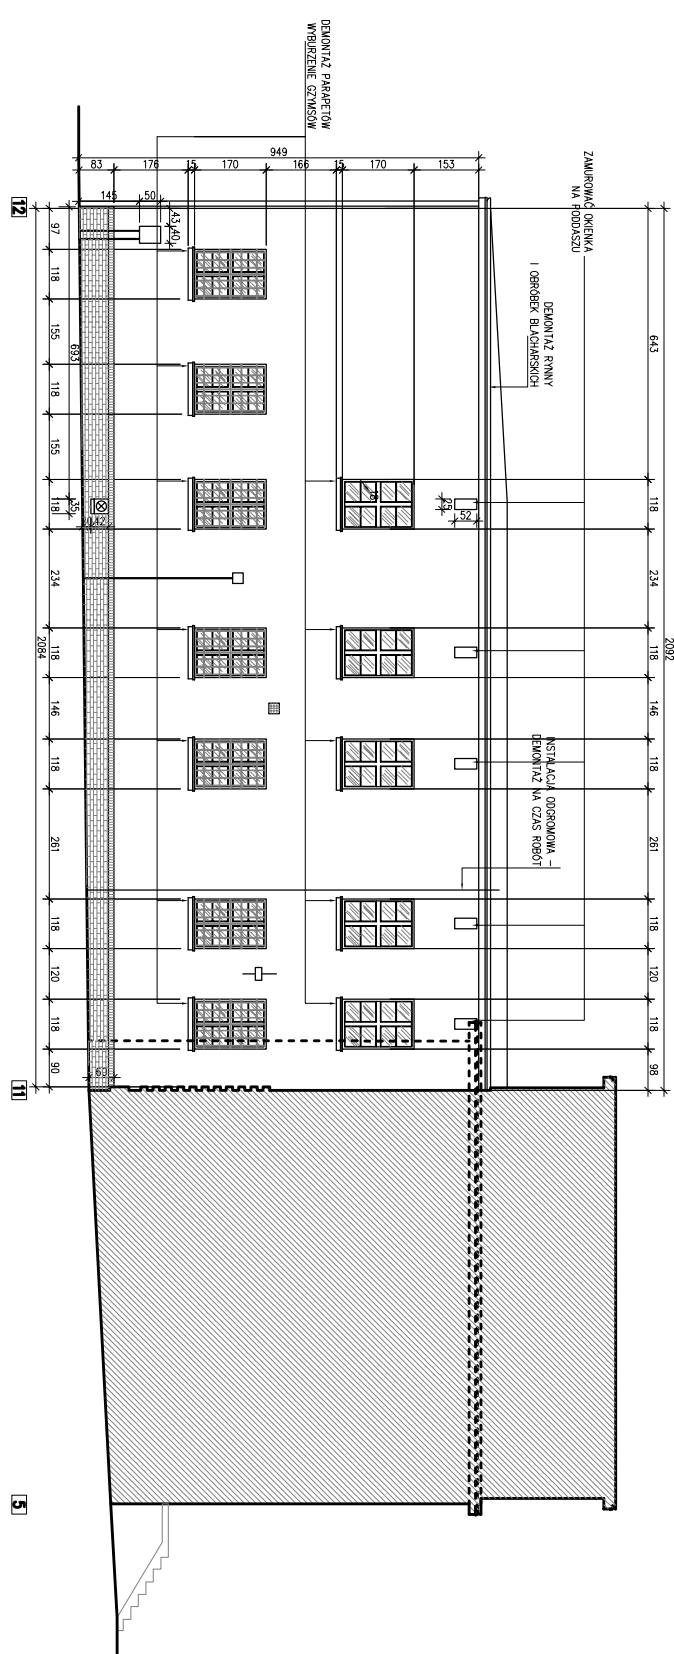 DEMONTAŻ PARAPETÓW
WYBURZENIE GZYMSÓW
ZAMUROWAĆ OKIENKA
NA PODDASZU
DEMONTAŻ RYNNY
I OBRÓBEK BLACHARSKICH
INSTALACJA ODGROMOWA –
DEMONTAŻ NA CZAS ROBÓT
2092
643 118 234 118 146 118 261 118 120 118 98
949
153 170 15 166 170 15 176 83
50 145
43 40
25 52
18
35
693
60
97 118 155 118 155 118 234 118 146 118 261 118 120 118 90
2084
12
11
5